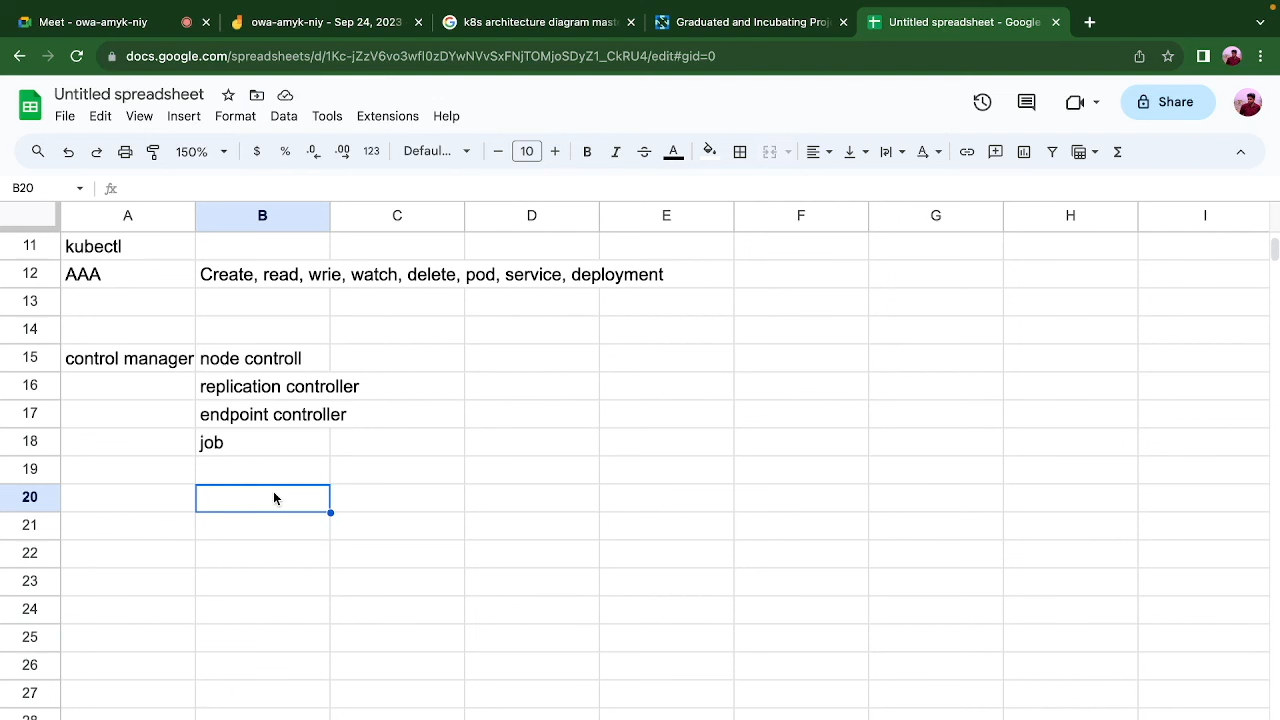 Meet - owa-amyk-niy
owa-amyk-niy - Sep 24, 2023
k8s architecture diagram mast
Graduated and Incubating Proj
Untitled spreadsheet - Google
docs.google.com/spreadsheets/d/1Kc-jZzV6vo3wfl0zDYwNVvSxFNjTOMjoSDyZ1_CkRU4/edit#gid=0
Untitled spreadsheet
File Edit View Insert Format Data Tools Extensions Help
Share
150% $ % .0 .00 123 Defaul... 10 B I A Σ
B20 fx
A B C D E F G H I
11 kubectl
12 AAA Create, read, wrie, watch, delete, pod, service, deployment
13
14
15 control manager node controll
16 replication controller
17 endpoint controller
18 job
19
20
21
22
23
24
25
26
27
28